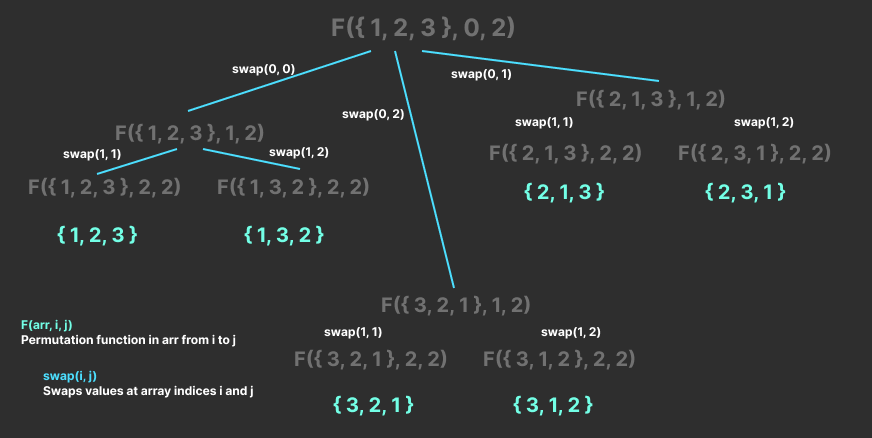 F({ 1, 2, 3 }, 0, 2)
swap(0, 0)
swap(0, 1)
swap(0, 2)
F({ 2, 1, 3 }, 1, 2)
F({ 1, 2, 3 }, 1, 2)
swap(1, 1)
swap(1, 2)
swap(1, 1)
swap(1, 2)
F({ 2, 1, 3 }, 2, 2)
F({ 2, 3, 1 }, 2, 2)
F({ 1, 2, 3 }, 2, 2)
F({ 1, 3, 2 }, 2, 2)
{ 2, 1, 3 }
{ 2, 3, 1 }
{ 1, 2, 3 }
{ 1, 3, 2 }
F({ 3, 2, 1 }, 1, 2)
swap(1, 1)
swap(1, 2)
F({ 3, 2, 1 }, 2, 2)
F({ 3, 1, 2 }, 2, 2)
{ 3, 2, 1 }
{ 3, 1, 2 }
F(arr, i, j)
Permutation function in arr from i to j
swap(i, j)
Swaps values at array indices i and j